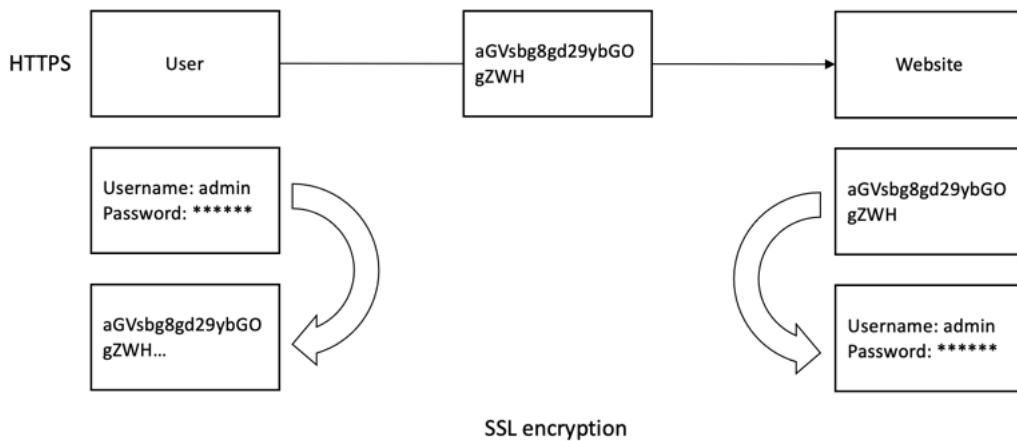 HTTPS
User
aGVsbg8gd29ybGO
gZWH
Website
Username: admin
Password: ******
aGVsbg8gd29ybGO
gZWH
aGVsbg8gd29ybGO
gZWH...
Username: admin
Password: ******
SSL encryption